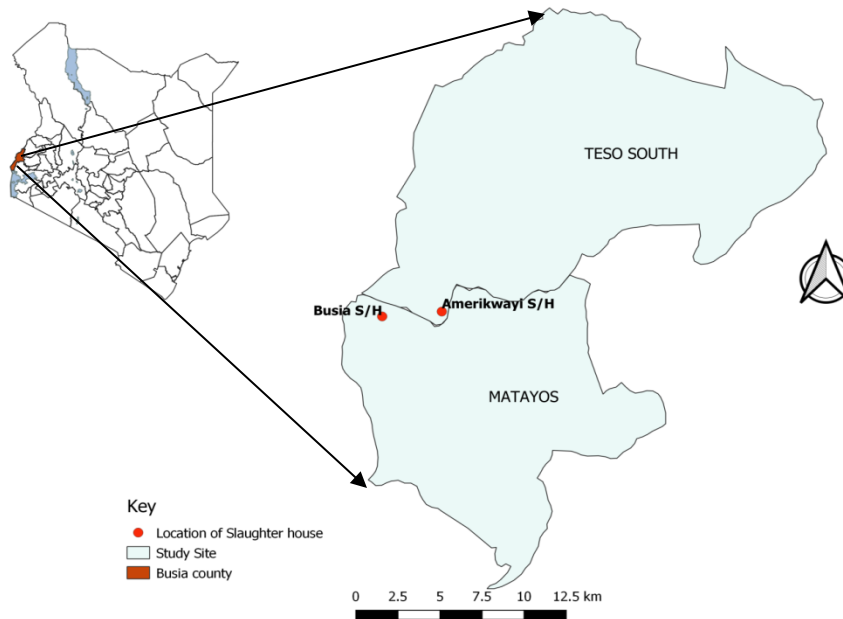 TESO SOUTH
Busia S/H
Amerikwayi S/H
MATAYOS
Key
Location of Slaughter house
Study Site
Busia county
0 2.5 5 7.5 10 12.5 km